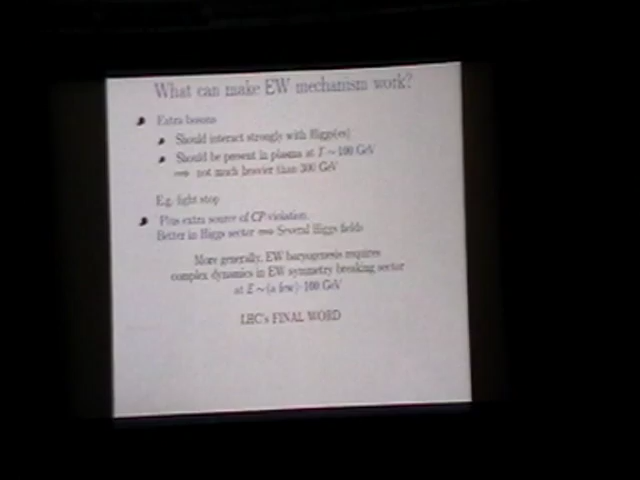 What can make EW mechanism work?
Extra bosons
Should interact strongly with Higgs(es)
Should be present in plasma at T ~ 100 GeV
⟹ not much heavier than 300 GeV
E.g. light stop
Plus extra source of CP violation.
Better in Higgs sector ⟹ Several Higgs fields
More generally, EW baryogenesis requires
complex dynamics in EW symmetry breaking sector
at E ~ (a few) · 100 GeV
LHC's FINAL WORD